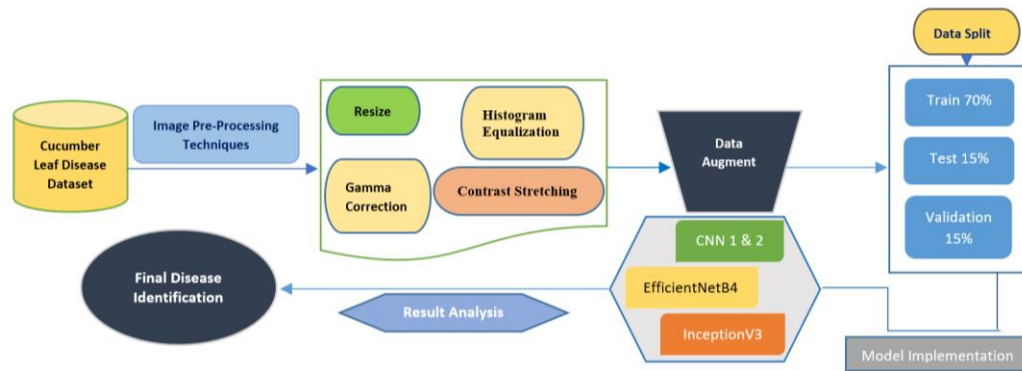 Data Split
Cucumber
Leaf Disease
Dataset
Image Pre-Processing
Techniques
Resize
Histogram
Equalization
Gamma
Correction
Contrast Stretching
Data
Augment
Train 70%
Test 15%
Validation
15%
CNN 1 & 2
EfficientNetB4
InceptionV3
Model Implementation
Result Analysis
Final Disease
Identification